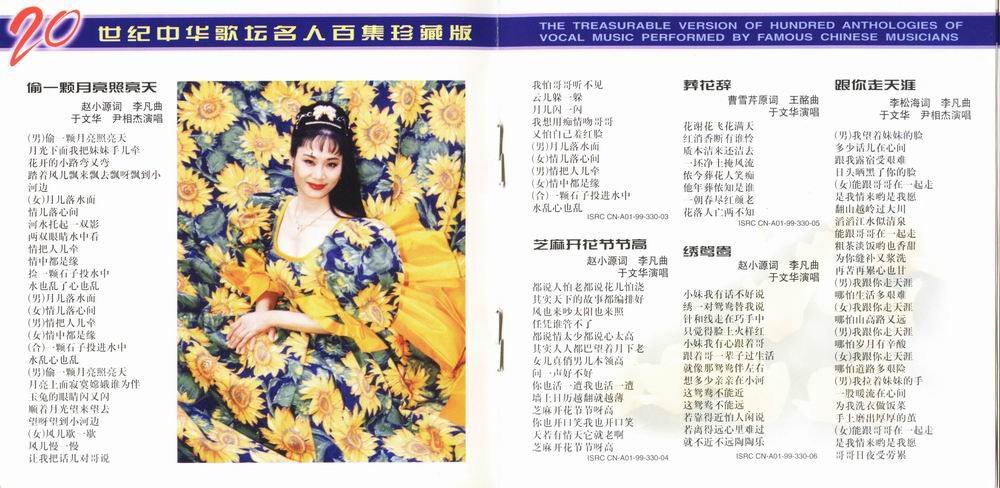 20 世纪中华歌坛名人百集珍藏版
THE TREASURABLE VERSION OF HUNDRED ANTHOLOGIES OF
VOCAL MUSIC PERFORMED BY FAMOUS CHINESE MUSICIANS
偷一颗月亮照亮天
赵小源词 李凡曲
于文华 尹相杰演唱
(男)偷一颗月亮照亮天
月光下面我把妹妹手儿牵
花开的小路弯又弯
踏着风儿飘来飘去飘呀飘到小
河边
(女)月儿落水面
情儿落心间
河水托起一双影
两双眼睛水中看
情把人儿牵
情中都是缘
捡一颗石子投水中
水也乱了心也乱
(男)月儿落水面
(女)情儿落心间
(男)情把人儿牵
(女)情中都是缘
(合)一颗石子投进水中
水乱心也乱
(男)偷一颗月亮照亮天
月亮上面寂寞嫦娥谁为伴
玉兔的眼睛闪又闪
顺着月光望来望去
望呀望到小河边
(女)风儿歇一歇
风儿慢一慢
让我把话儿对哥说
我怕哥哥听不见
云儿躲一躲
月儿闪一闪
我想用痴情吻哥哥
又怕自己羞红脸
(男)月儿落水面
(女)情儿落心间
(男)情把人儿牵
(女)情中都是缘
(合)一颗石子投进水中
水乱心也乱
ISRC CN-A01-99-330-03
芝麻开花节节高
赵小源词 李凡曲
于文华演唱
都说人怕老都说花儿怕浇
其实天下的故事都编排好
风也来吵太阳也来照
任凭谁管不了
都说情太少都说心太高
其实人人都巴望着月下老
女儿真俏男儿本领高
问一声好不好
你也活一遭我也活一遭
墙上日历越翻就越薄
芝麻开花节节呀高
你也开口笑我也开口笑
天若有情天它就老啊
芝麻开花节节呀高
ISRC CN-A01-99-330-04
葬花辞
曹雪芹原词 王酩曲
于文华演唱
花谢花飞花满天
红消香断有谁怜
质本洁来还洁去
一坯净土掩风流
侬今葬花人笑痴
他年葬侬知是谁
一朝春尽红颜老
花落人亡两不知
ISRC CN-A01-99-330-05
绣鸳鸯
赵小源词 李凡曲
于文华演唱
小妹我有话不好说
绣一对鸳鸯替我说
针和线走在巧手中
只觉得脸上火样红
小妹我有心跟着哥
跟着哥一辈子过生活
就像那鸳鸯伴左右
想多少亲亲在小河
这鸳鸯不能近
这鸳鸯不能远
若靠得近怕人闲说
若离得远心里难过
就不近不远陶陶乐
ISRC CN-A01-99-330-06
跟你走天涯
李松海词 李凡曲
于文华 尹相杰演唱
(男)我望着妹妹的脸
多少话儿在心间
跟我露宿受艰难
日头晒黑了你的脸
(女)能跟哥哥在一起走
是我情来哟是我愿
翻山越岭过大川
滔滔江水似清泉
能跟哥哥在一起走
粗茶淡饭哟也香甜
为你缝补又浆洗
再苦再累心也甘
(男)我跟你走天涯
哪怕生活多艰难
(女)我跟你走天涯
哪怕山高路又远
(男)我跟你走天涯
哪怕岁月有辛酸
(女)我跟你走天涯
哪怕道路多艰险
(男)我拉着妹妹的手
一股暖流在心间
为我洗衣做饭菜
手上磨出厚厚的茧
(女)能跟哥哥在一起走
是我情来哟是我愿
哥哥日夜受劳累